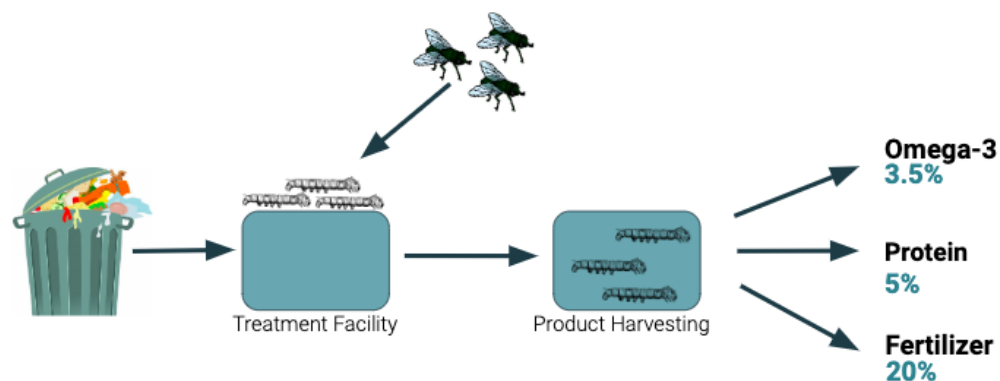 Omega-3
3.5%
Protein
5%
Treatment Facility
Product Harvesting
Fertilizer
20%